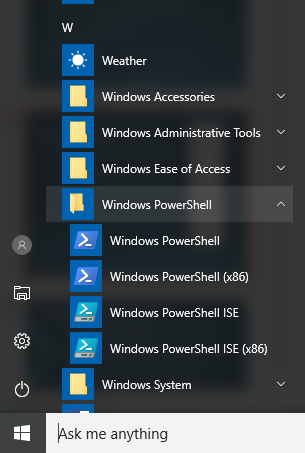 W
Weather
Windows Accessories
Windows Administrative Tools
Windows Ease of Access
Windows PowerShell
Windows PowerShell
Windows PowerShell (x86)
Windows PowerShell ISE
Windows PowerShell ISE (x86)
Windows System
Ask me anything